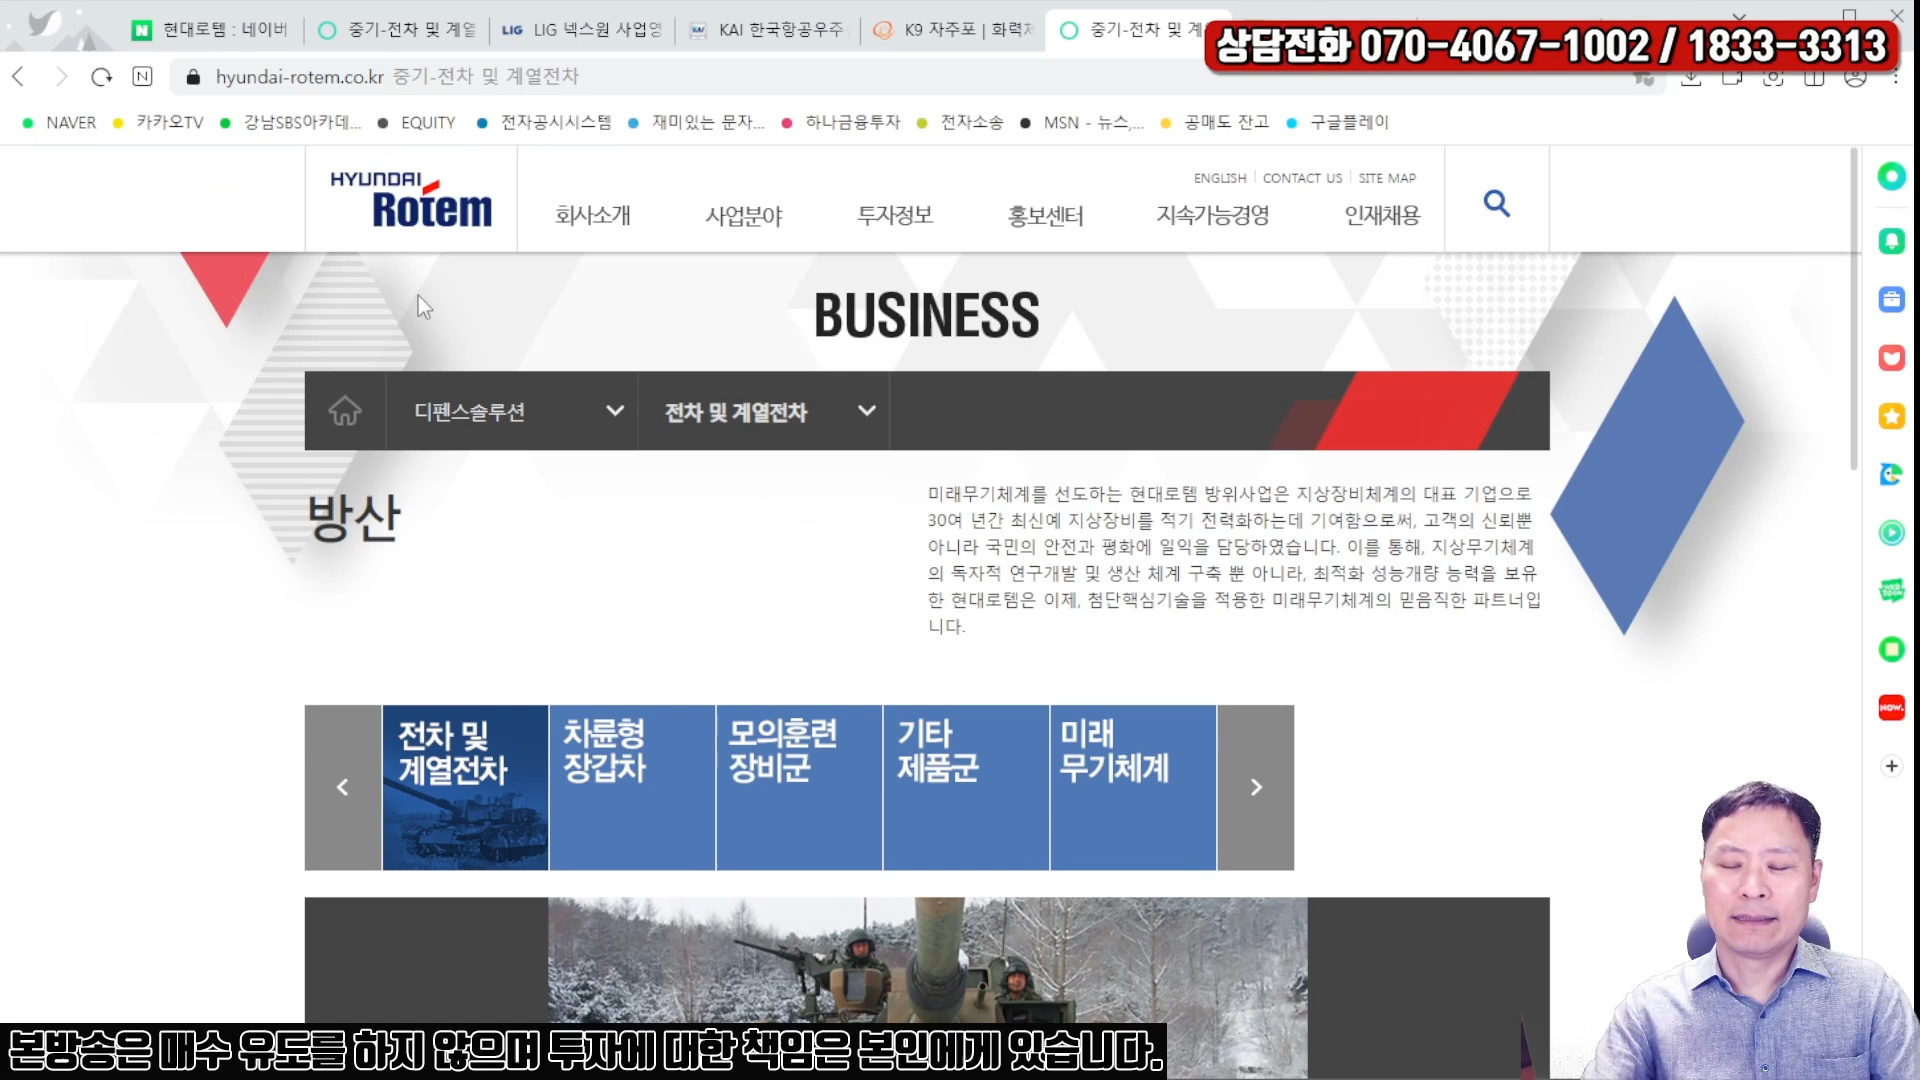 현대로템 : 네이버
중기-전차 및 계열
LIG
LIG 넥스원 사업영
KAI 한국항공우주
K9 자주포 | 화력
중기-전차 및 계
상담전화 070-4067-1002 / 1833-3313
hyundai-rotem.co.kr 중기-전차 및 계열전차
NAVER
카카오TV
강남SBS아카데...
EQUITY
전자공시시스템
재미있는 문자...
하나금융투자
전자소송
MSN - 뉴스,...
공매도 잔고
구글플레이
HYUNDAI
Rotem
ENGLISH
CONTACT US
SITE MAP
회사소개
사업분야
투자정보
홍보센터
지속가능경영
인재채용
BUSINESS
디펜스솔루션
전차 및 계열전차
방산
미래무기체계를 선도하는 현대로템 방위사업은 지상장비체계의 대표 기업으로
30여 년간 최신예 지상장비를 적기 전력화하는데 기여함으로써, 고객의 신뢰뿐
아니라 국민의 안전과 평화에 일익을 담당하였습니다. 이를 통해, 지상무기체계
의 독자적 연구개발 및 생산 체계 구축 뿐 아니라, 최적화 성능개량 능력을 보유
한 현대로템은 이제, 첨단핵심기술을 적용한 미래무기체계의 믿음직한 파트너입
니다.
전차 및
계열전차
차륜형
장갑차
모의훈련
장비군
기타
제품군
미래
무기체계
NOW.
본방송은 매수 유도를 하지 않으며 투자에 대한 책임은 본인에게 있습니다.